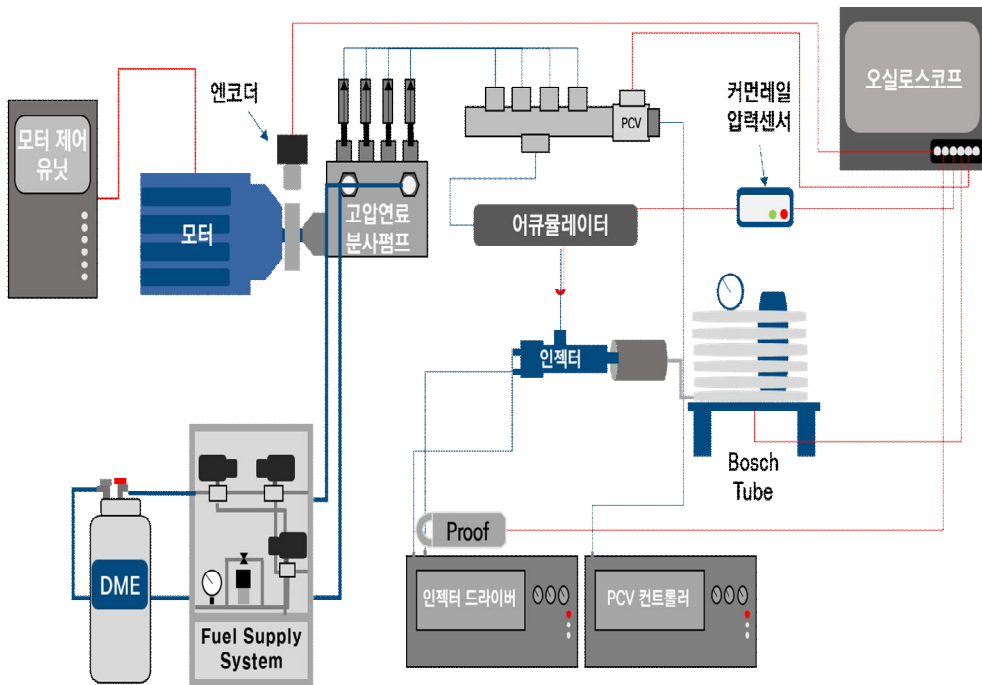 엔코더
모터 제어
유닛
모터
고압연료
분사펌프
PCV
커먼레일
압력센서
오실로스코프
어큐뮬레이터
인젝터
Bosch
Tube
DME
Fuel Supply
System
Proof
인젝터 드라이버
PCV 컨트롤러